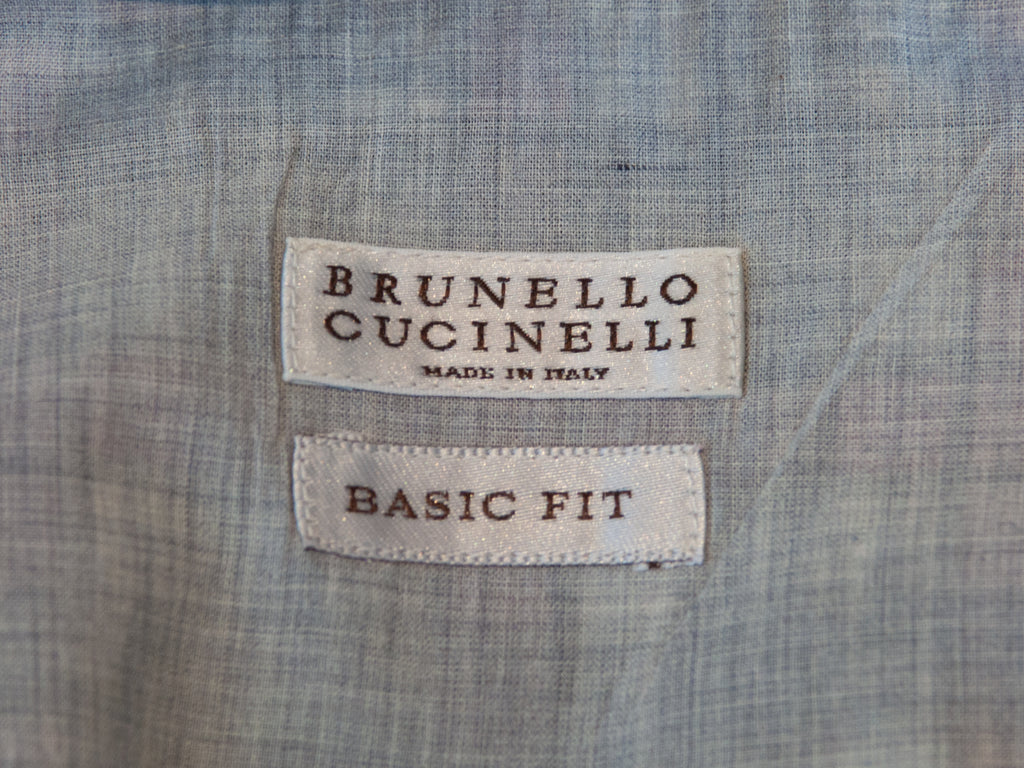 BRUNELLO
CUCINELLI
MADE IN ITALY
BASIC FIT